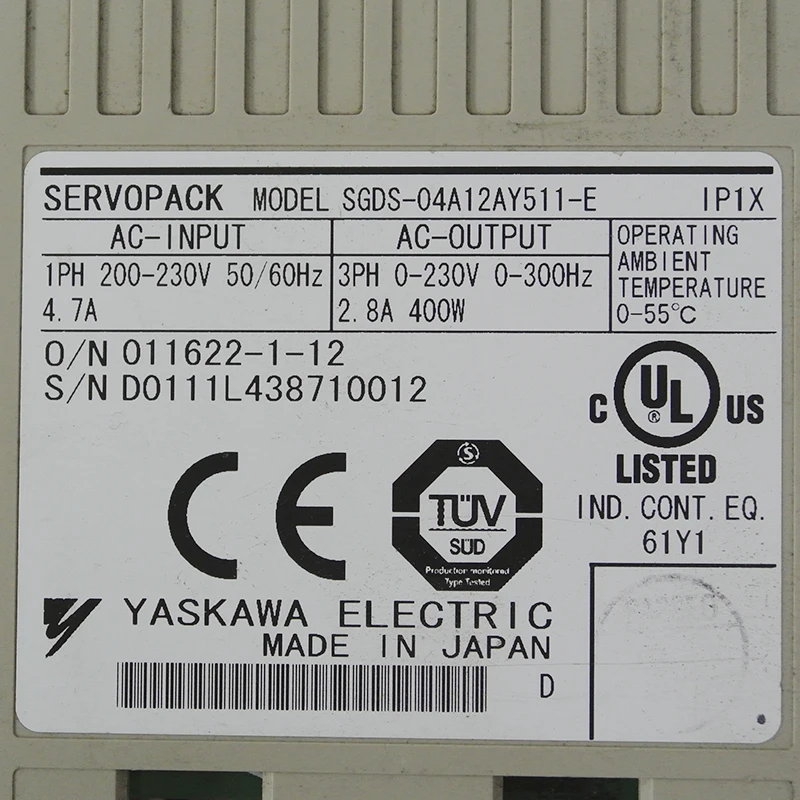 SERVOPACK MODEL SGDS-04A12AY511-E IP1X
AC-INPUT
1PH 200-230V 50/60Hz
4.7A
AC-OUTPUT
3PH 0-230V 0-300Hz
2.8A 400W
OPERATING
AMBIENT
TEMPERATURE
0-55℃
O/N 011622-1-12
S/N D0111L438710012
C UL ® US
LISTED
IND. CONT. EQ.
61Y1
CE
S
TÜV
SÜD
Production monitored
Type Tested
YASKAWA ELECTRIC
MADE IN JAPAN
D